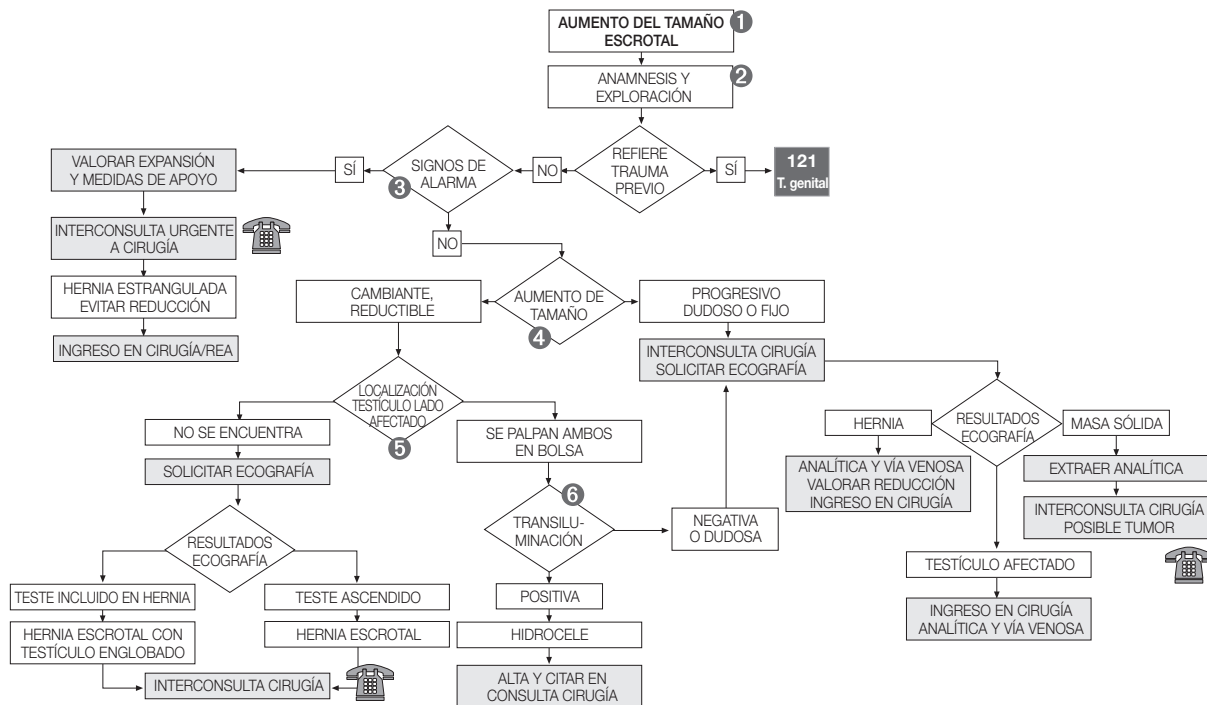 AUMENTO DEL TAMAÑO
ESCROTAL
1
ANAMNESIS Y
EXPLORACIÓN
2
REFIERE
TRAUMA
PREVIO
SÍ
121
T. genital
NO
SIGNOS DE
ALARMA
3
SÍ
VALORAR EXPANSIÓN
Y MEDIDAS DE APOYO
INTERCONSULTA URGENTE
A CIRUGÍA
HERNIA ESTRANGULADA
EVITAR REDUCCIÓN
INGRESO EN CIRUGÍA/REA
NO
AUMENTO DE
TAMAÑO
4
CAMBIANTE,
REDUCTIBLE
PROGRESIVO
DUDOSO O FIJO
INTERCONSULTA CIRUGÍA
SOLICITAR ECOGRAFÍA
LOCALIZACIÓN
TESTÍCULO LADO
AFECTADO
5
NO SE ENCUENTRA
SOLICITAR ECOGRAFÍA
RESULTADOS
ECOGRAFÍA
TESTE INCLUIDO EN HERNIA
HERNIA ESCROTAL CON
TESTÍCULO ENGLOBADO
TESTE ASCENDIDO
HERNIA ESCROTAL
INTERCONSULTA CIRUGÍA
SE PALPAN AMBOS
EN BOLSA
6
TRANSILU-
MINACIÓN
NEGATIVA
O DUDOSA
POSITIVA
HIDROCELE
ALTA Y CITAR EN
CONSULTA CIRUGÍA
RESULTADOS
ECOGRAFÍA
HERNIA
ANALÍTICA Y VÍA VENOSA
VALORAR REDUCCIÓN
INGRESO EN CIRUGÍA
MASA SÓLIDA
EXTRAER ANALÍTICA
INTERCONSULTA CIRUGÍA
POSIBLE TUMOR
TESTÍCULO AFECTADO
INGRESO EN CIRUGÍA
ANALÍTICA Y VÍA VENOSA